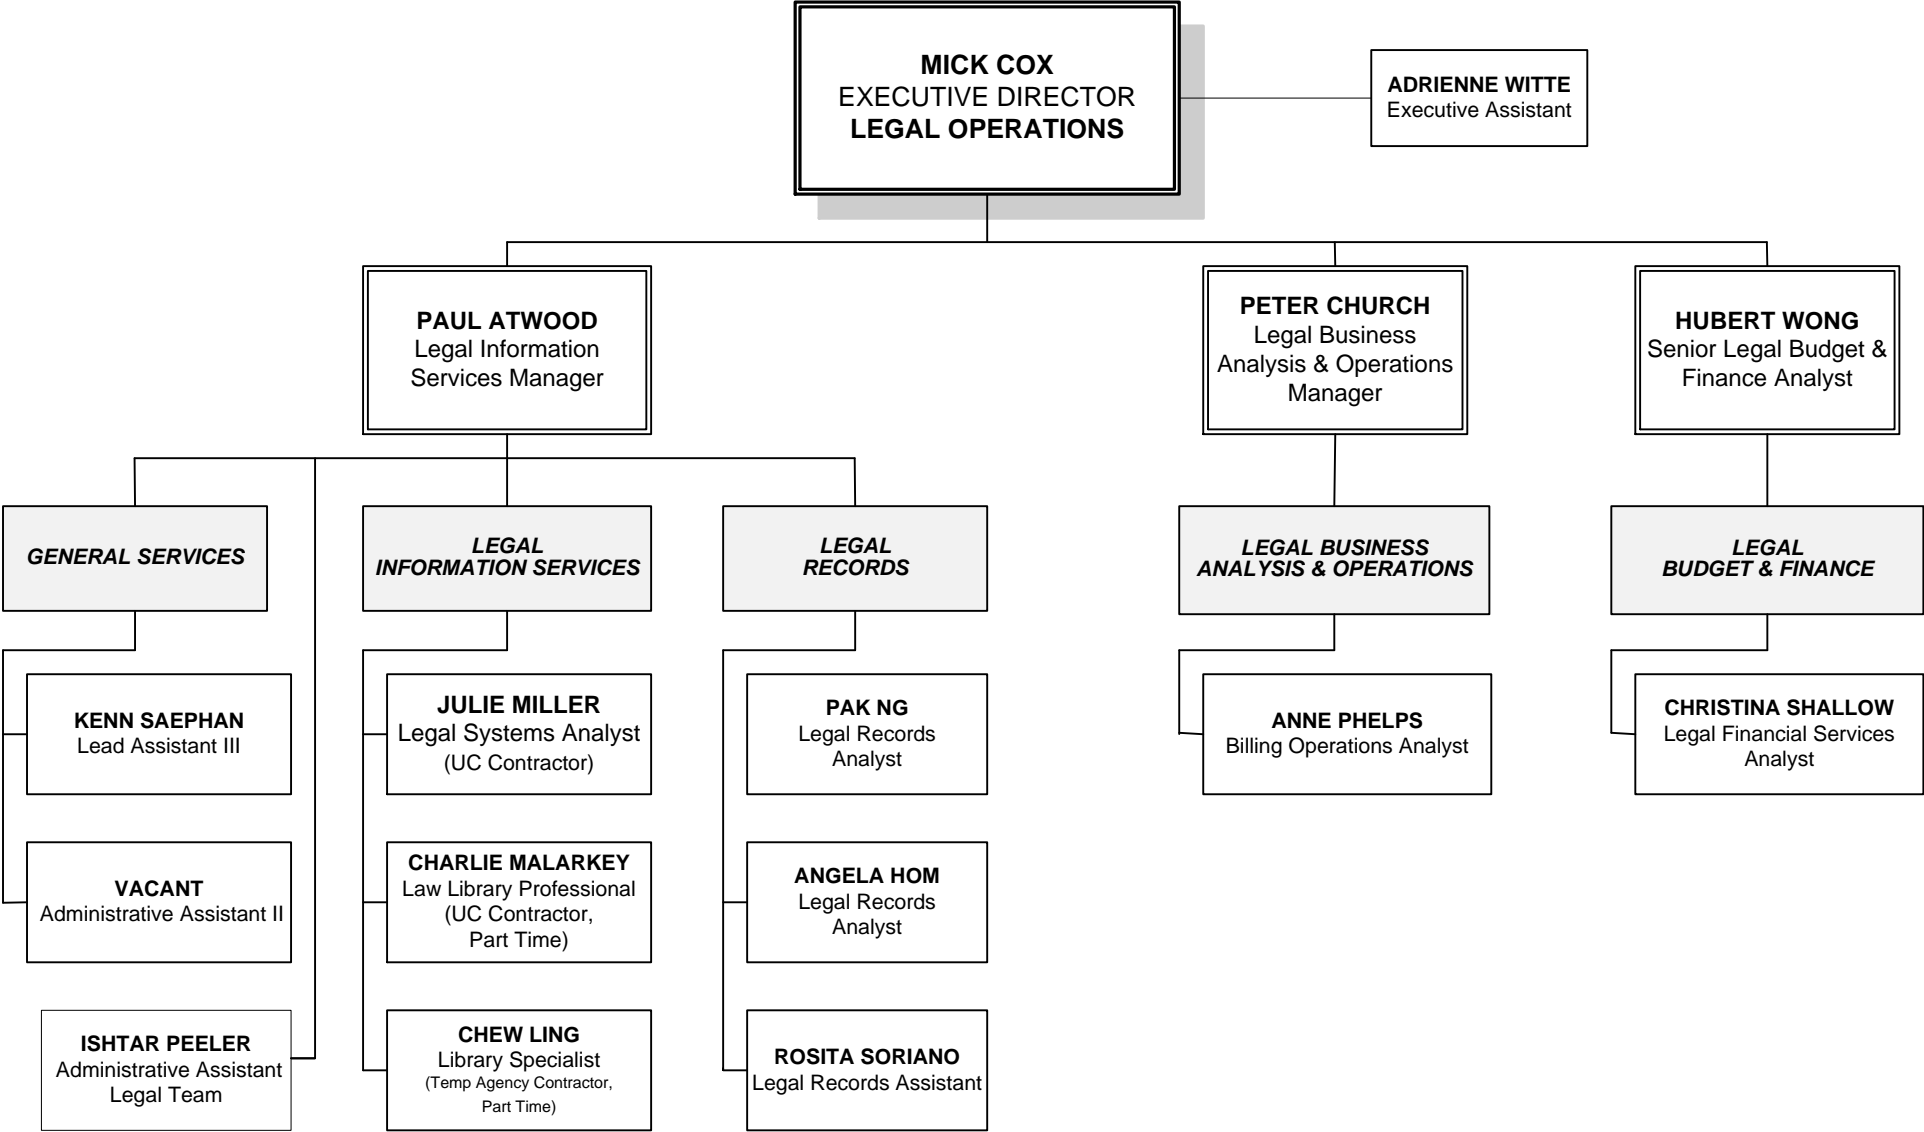 MICK COX
EXECUTIVE DIRECTOR
LEGAL OPERATIONS
ADRIENNE WITTE
Executive Assistant
PAUL ATWOOD
Legal Information
Services Manager
PETER CHURCH
Legal Business
Analysis & Operations
Manager
HUBERT WONG
Senior Legal Budget &
Finance Analyst
GENERAL SERVICES
LEGAL
INFORMATION SERVICES
LEGAL
RECORDS
LEGAL BUSINESS
ANALYSIS & OPERATIONS
LEGAL
BUDGET & FINANCE
KENN SAEPHAN
Lead Assistant III
JULIE MILLER
Legal Systems Analyst
(UC Contractor)
PAK NG
Legal Records
Analyst
ANNE PHELPS
Billing Operations Analyst
CHRISTINA SHALLOW
Legal Financial Services
Analyst
VACANT
Administrative Assistant II
CHARLIE MALARKEY
Law Library Professional
(UC Contractor,
Part Time)
ANGELA HOM
Legal Records
Analyst
ISHTAR PEELER
Administrative Assistant
Legal Team
CHEW LING
Library Specialist
(Temp Agency Contractor,
Part Time)
ROSITA SORIANO
Legal Records Assistant